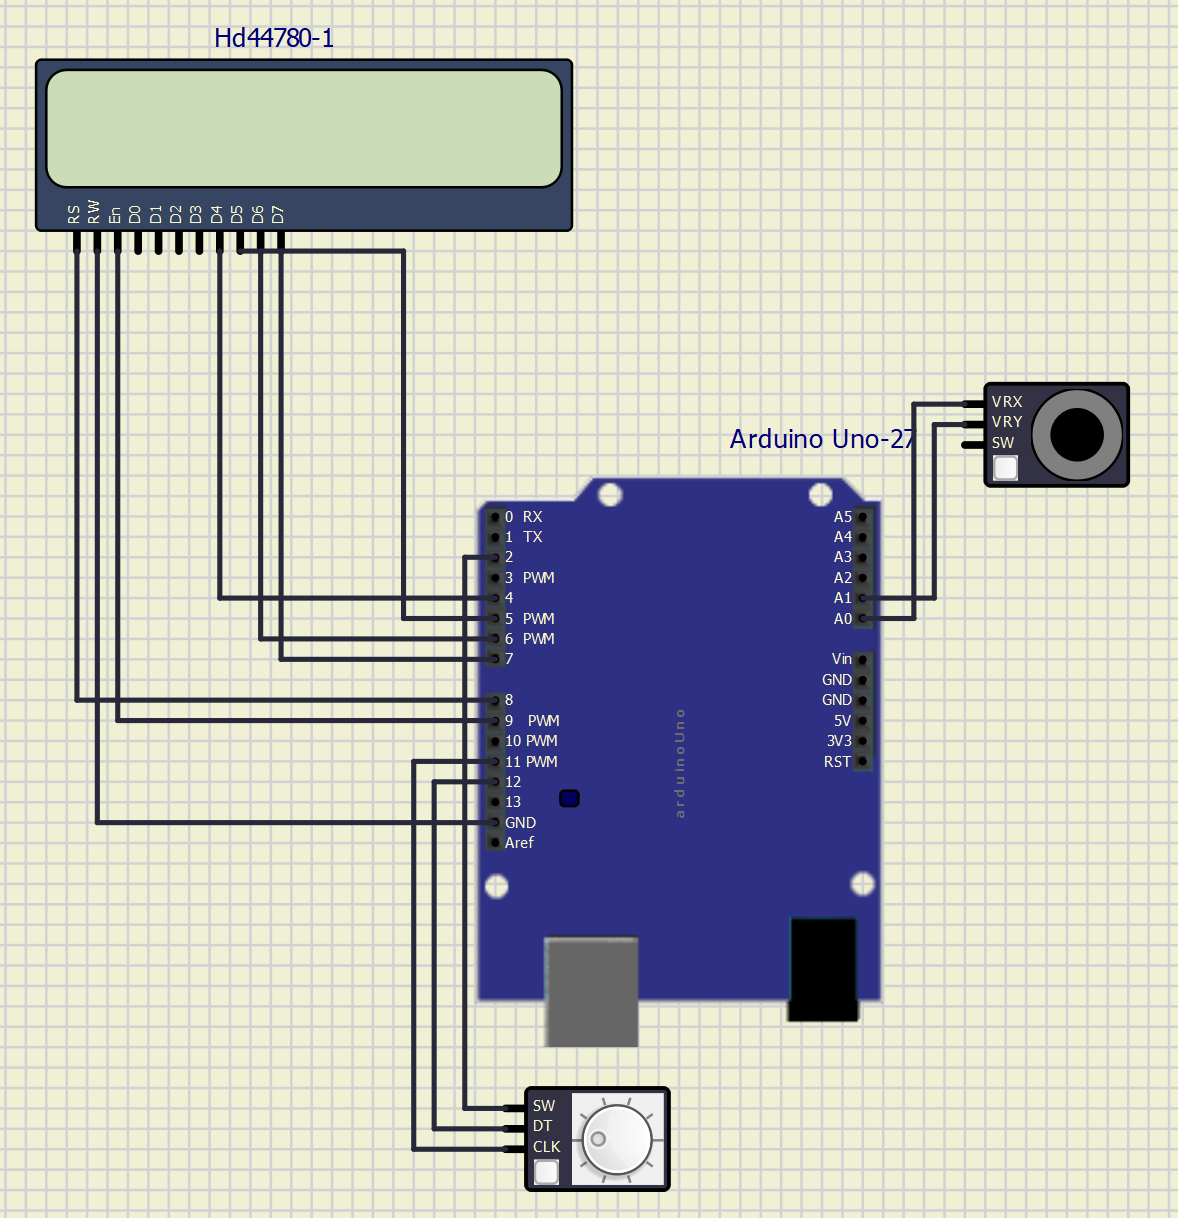 Hd44780-1
RS RW En D0 D1 D2 D3 D4 D5 D6 D7
VRX
VRY
SW
Arduino Uno-27
0 RX
1 TX
2
3 PWM
4
5 PWM
6 PWM
7
8
9 PWM
10 PWM
11 PWM
12
13
GND
Aref
A5
A4
A3
A2
A1
A0
Vin
GND
GND
5V
3V3
RST
arduinoUno
SW
DT
CLK